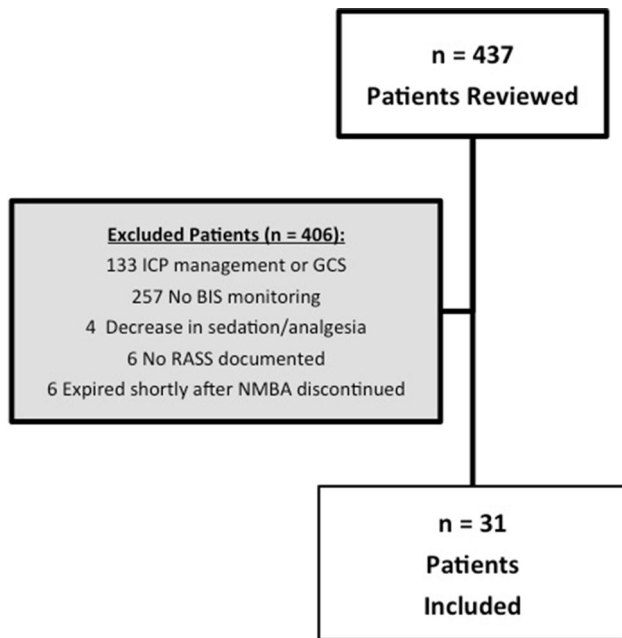 n = 437
Patients Reviewed
Excluded Patients (n = 406):
133 ICP management or GCS
257 No BIS monitoring
4 Decrease in sedation/analgesia
6 No RASS documented
6 Expired shortly after NMBA discontinued
n = 31
Patients
Included